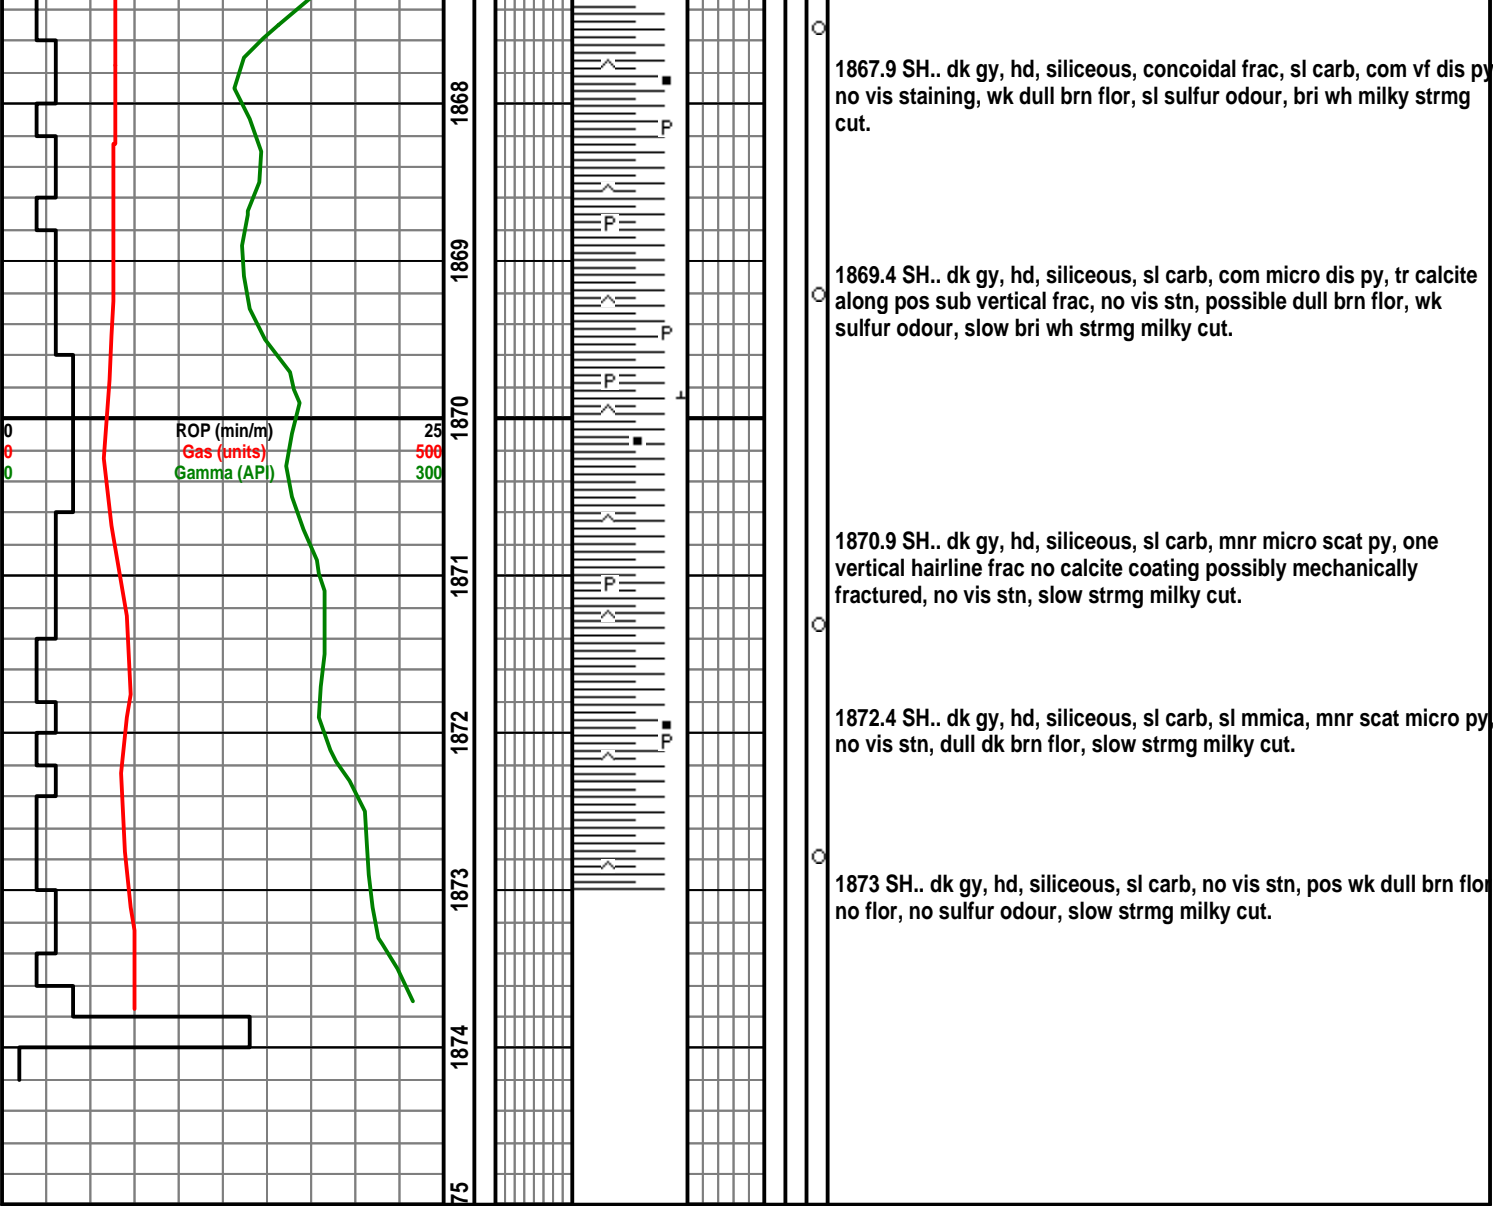 1867.9 SH.. dk gy, hd, siliceous, concoidal frac, sl carb, com vf dis py
no vis staining, wk dull brn flor, sl sulfur odour, bri wh milky strmg
cut.
1868
P
P
1869
1869.4 SH.. dk gy, hd, siliceous, sl carb, com micro dis py, tr calcite
along pos sub vertical frac, no vis stn, possible dull brn flor, wk
sulfur odour, slow bri wh strmg milky cut.
P
P
1870
0 ROP (min/m) 25
0 Gas (units) 500
0 Gamma (API) 300
1870.9 SH.. dk gy, hd, siliceous, sl carb, mnr micro scat py, one
vertical hairline frac no calcite coating possibly mechanically
fractured, no vis stn, slow strmg milky cut.
1871
P
1872
1872.4 SH.. dk gy, hd, siliceous, sl carb, sl mmica, mnr scat micro py,
no vis stn, dull dk brn flor, slow strmg milky cut.
P
1873
1873 SH.. dk gy, hd, siliceous, sl carb, no vis stn, pos wk dull brn flor
no flor, no sulfur odour, slow strmg milky cut.
1874
75